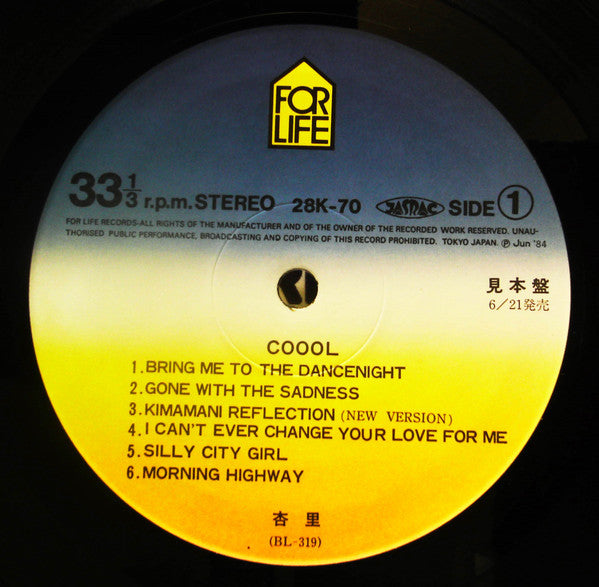 FOR
LIFE
33 1/3 r.p.m. STEREO 28K-70 JASRAC SIDE 1
FOR LIFE RECORDS-ALL RIGHTS OF THE MANUFACTURER AND OF THE OWNER OF THE RECORDED WORK RESERVED. UNAU-
THORISED PUBLIC PERFORMANCE, BROADCASTING AND COPYING OF THIS RECORD PROHIBITED. TOKYO JAPAN. ℗ Jun '84
見本盤
6/21発売
COOOL
1.BRING ME TO THE DANCENIGHT
2.GONE WITH THE SADNESS
3.KIMAMANI REFLECTION (NEW VERSION)
4.I CAN'T EVER CHANGE YOUR LOVE FOR ME
5.SILLY CITY GIRL
6.MORNING HIGHWAY
杏里
(BL-319)